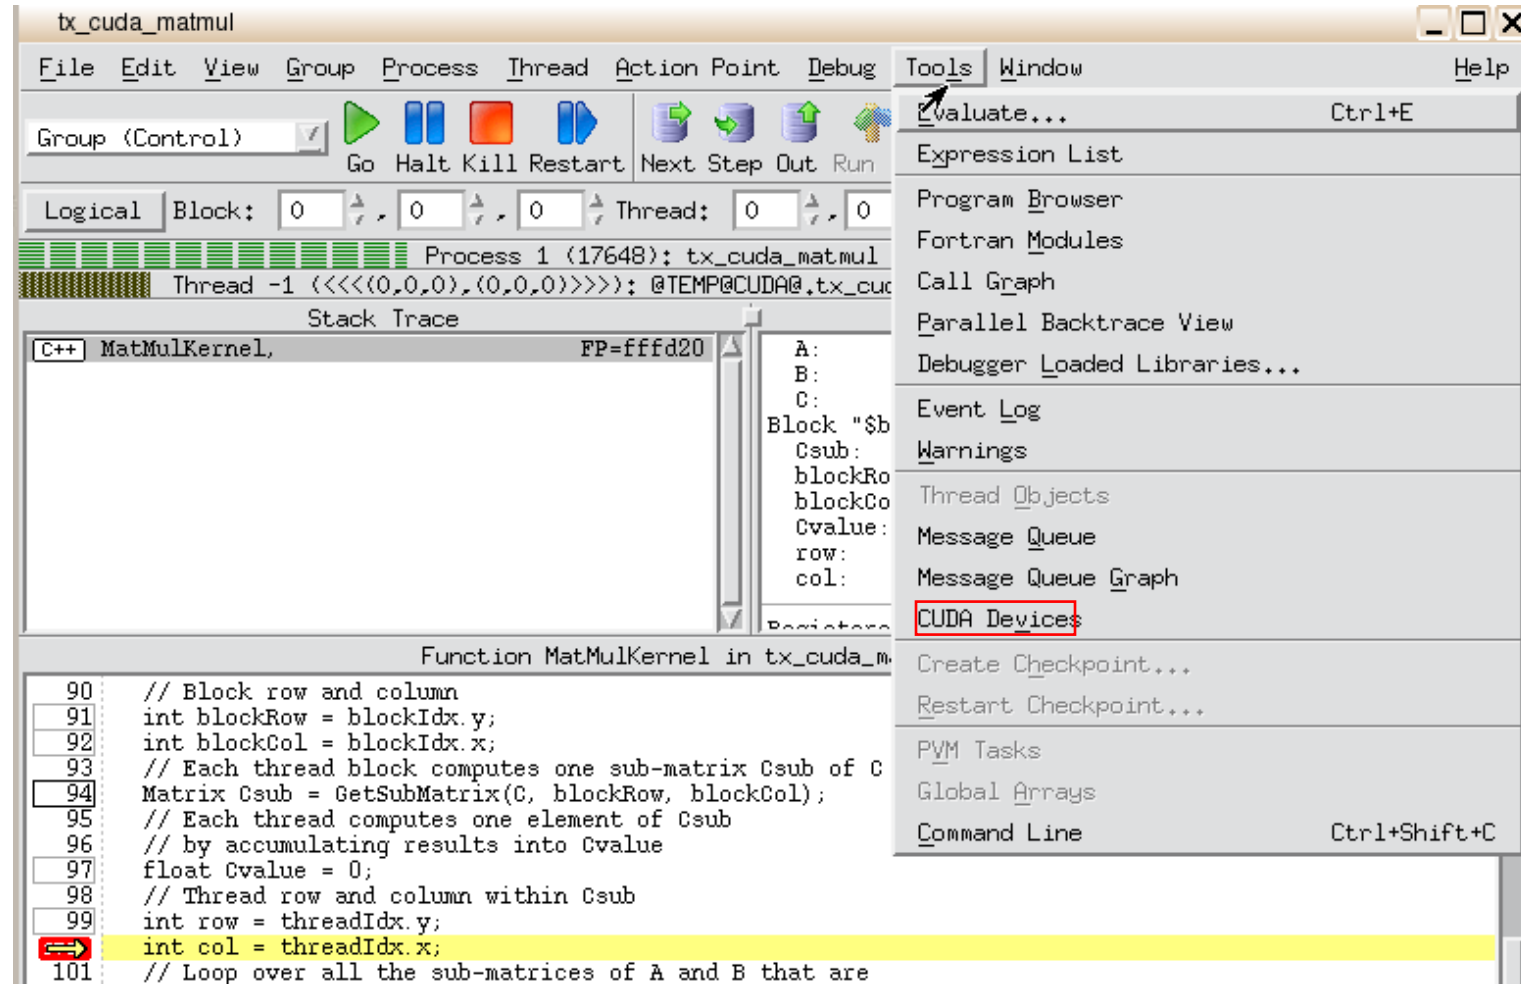 tx_cuda_matmul
File Edit View Group Process Thread Action Point Debug Tools Window Help
Group (Control)
Go Halt Kill Restart Next Step Out Run
Logical Block: 0 , 0 , 0 Thread: 0 , 0
Process 1 (17648): tx_cuda_matmul
Thread -1 (<<<(0,0,0),(0,0,0)>>>): @TEMP@CUDA@.tx_cud
Stack Trace
C++ MatMulKernel, FP=fffd20
A:
B:
C:
Block "$b
Csub:
blockRo
blockCo
Cvalue:
row:
col:
Registers
Evaluate... Ctrl+E
Expression List
Program Browser
Fortran Modules
Call Graph
Parallel Backtrace View
Debugger Loaded Libraries...
Event Log
Warnings
Thread Objects
Message Queue
Message Queue Graph
CUDA Devices
Create Checkpoint...
Restart Checkpoint...
PVM Tasks
Global Arrays
Command Line Ctrl+Shift+C
Function MatMulKernel in tx_cuda_m
90 // Block row and column
91 int blockRow = blockIdx.y;
92 int blockCol = blockIdx.x;
93 // Each thread block computes one sub-matrix Csub of C
94 Matrix Csub = GetSubMatrix(C, blockRow, blockCol);
95 // Each thread computes one element of Csub
96 // by accumulating results into Cvalue
97 float Cvalue = 0;
98 // Thread row and column within Csub
99 int row = threadIdx.y;
int col = threadIdx.x;
101 // Loop over all the sub-matrices of A and B that are